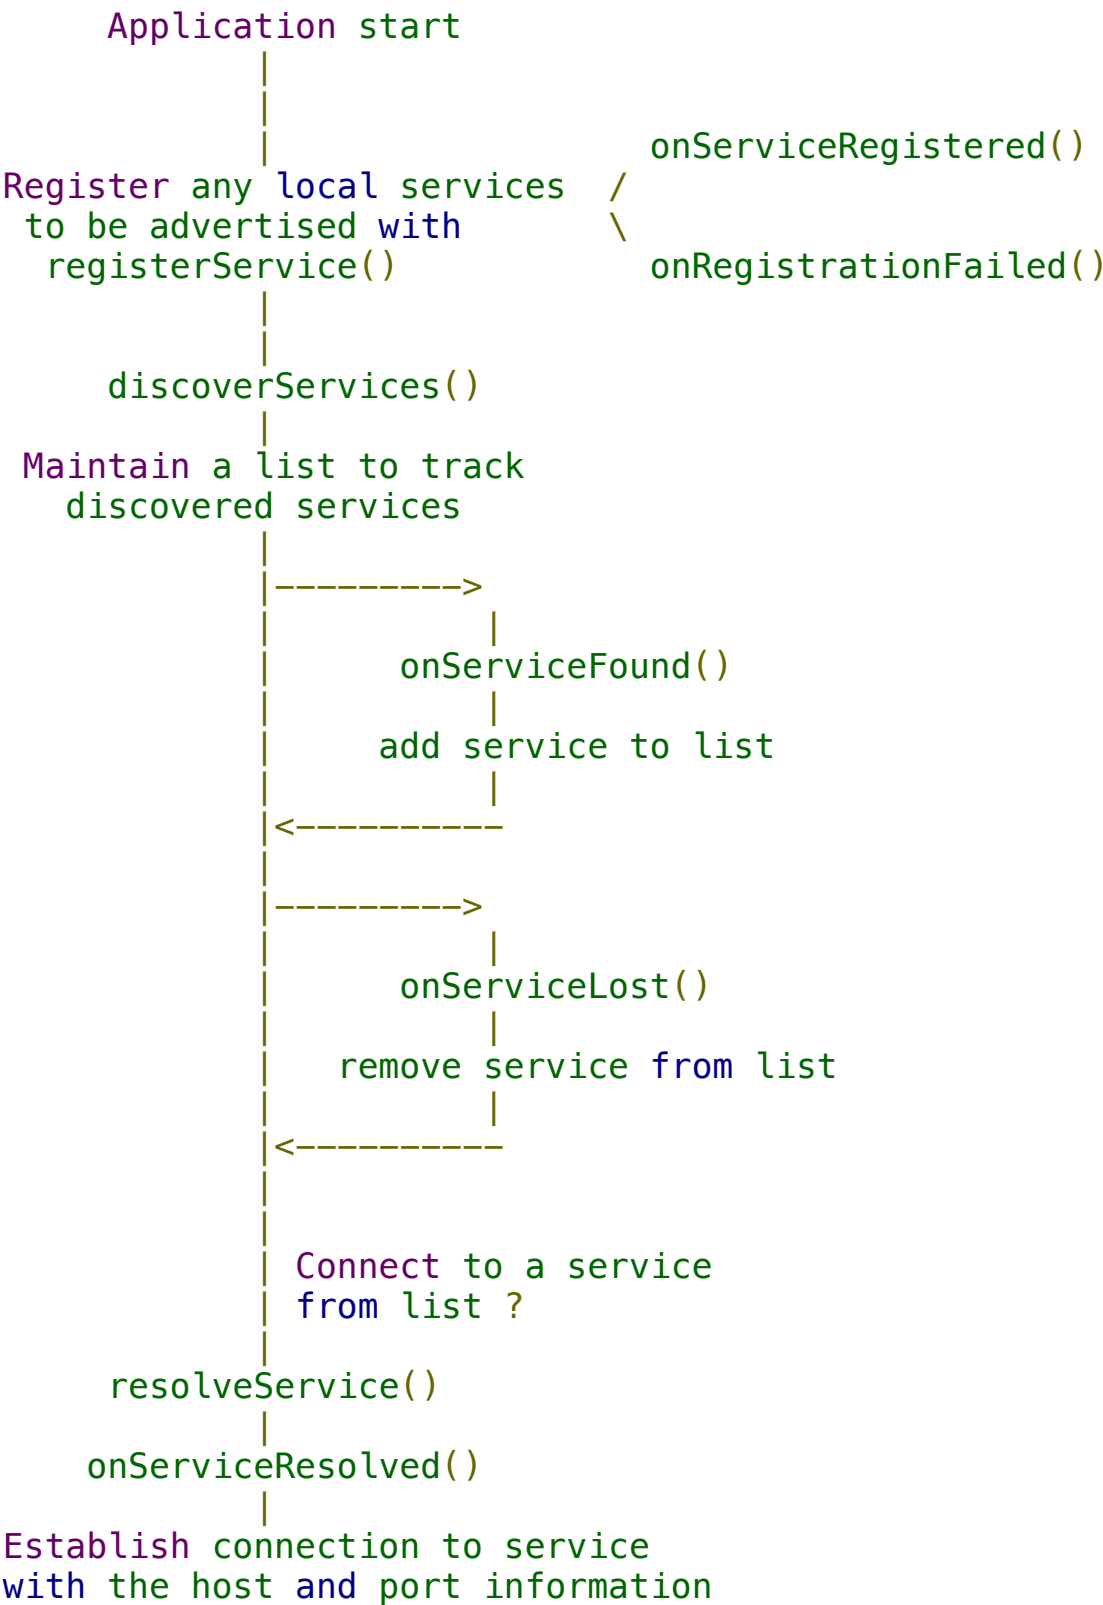 Application start
|
|
| onServiceRegistered()
Register any local services /
to be advertised with \
registerService() onRegistrationFailed()
|
|
discoverServices()
|
Maintain a list to track
discovered services
|
|--------->
| |
| onServiceFound()
| |
| add service to list
| |
|<----------
|
|--------->
| |
| onServiceLost()
| |
| remove service from list
| |
|<----------
|
|
| Connect to a service
| from list ?
|
resolveService()
|
onServiceResolved()
|
Establish connection to service
with the host and port information